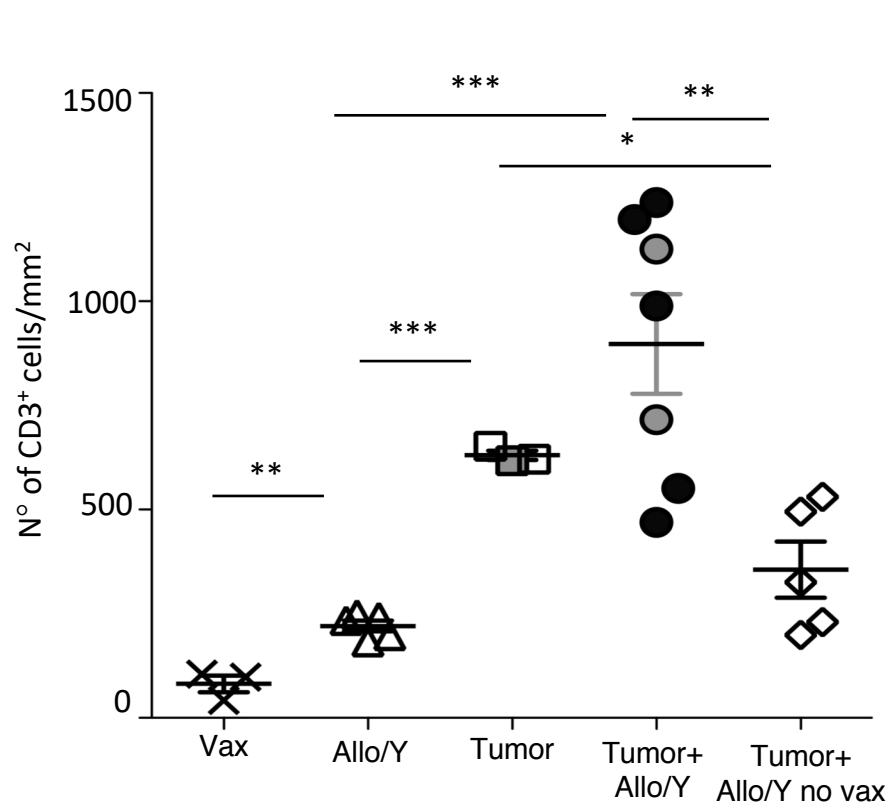 ***
**
1500
*
N° of CD3⁺ cells/mm²
1000
***
**
500
0
Vax
Allo/Y
Tumor
Tumor+
Allo/Y
Tumor+
Allo/Y no vax